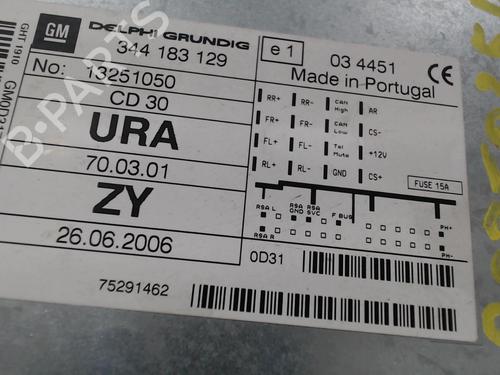 GM DELPHI GRUNDIG
344 183 129
e 1 03 4451
Made in Portugal CE
No: 13251050
CD 30
URA
70.03.01
ZY
26.06.2006
75291462
0D31
GHT 1910
RR+ RR- CAN High AR
FR+ FR- CAN Low CS-
FL+ FL- Tel Mute +12V
RL+ RL- GND CS+
FUSE 15A
RSA L RSA GND RSA SVC F BUS PH+
RSA R PH-
B-PARTS